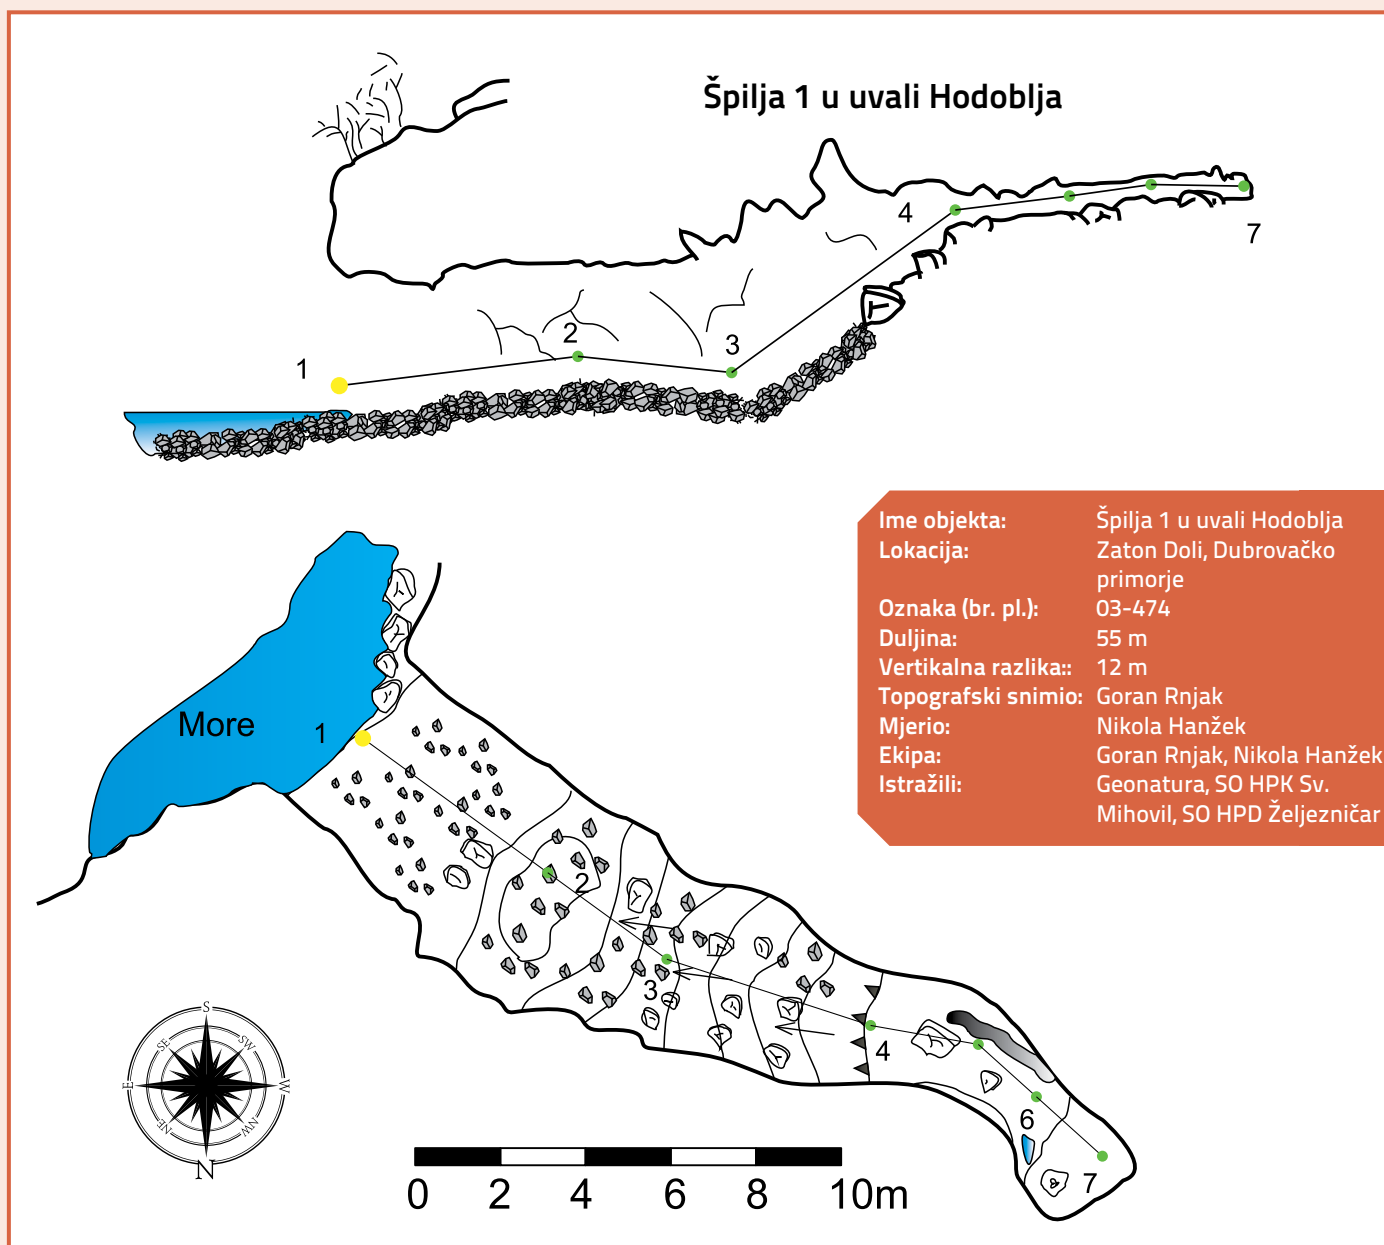 Špilja 1 u uvali Hodoblja
4
7
2
3
1
Ime objekta: Špilja 1 u uvali Hodoblja
Lokacija: Zaton Doli, Dubrovačko
primorje
Oznaka (br. pl.): 03-474
Duljina: 55 m
Vertikalna razlika:: 12 m
Topografski snimio: Goran Rnjak
Mjerio: Nikola Hanžek
Ekipa: Goran Rnjak, Nikola Hanžek
Istražili: Geonatura, SO HPK Sv.
Mihovil, SO HPD Željezničar
More
1
2
3
4
6
7
S
SE SW
E W
NE NW
N
0 2 4 6 8 10m